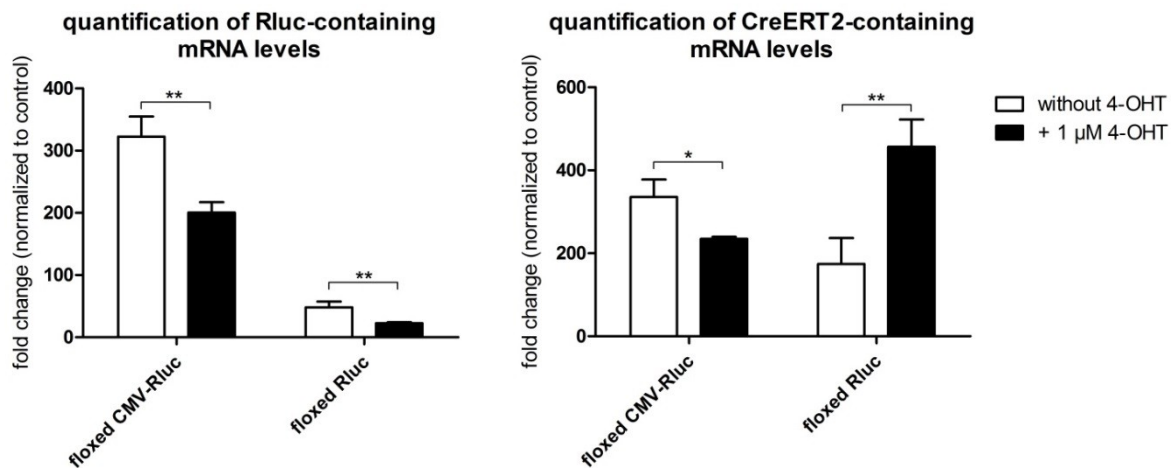 quantification of Rluc-containing
mRNA levels
fold change (normalized to control)
400
300
200
100
0
**
**
floxed CMV-Rluc
floxed Rluc
quantification of CreERT2-containing
mRNA levels
fold change (normalized to control)
600
400
200
0
*
**
floxed CMV-Rluc
floxed Rluc
without 4-OHT
+ 1 µM 4-OHT